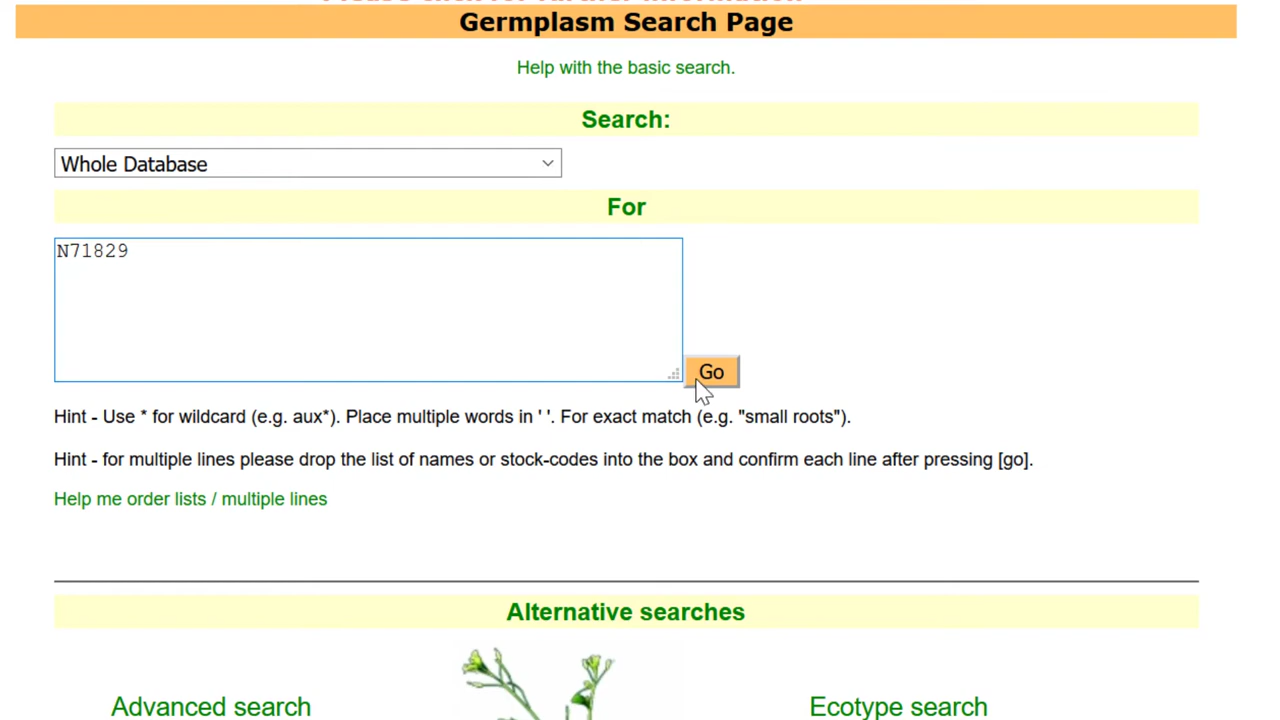 Germplasm Search Page
Help with the basic search.
Search:
Whole Database
For
N71829
Go
Hint - Use * for wildcard (e.g. aux*). Place multiple words in ' '. For exact match (e.g. "small roots").
Hint - for multiple lines please drop the list of names or stock-codes into the box and confirm each line after pressing [go].
Help me order lists / multiple lines
Alternative searches
Advanced search
Ecotype search